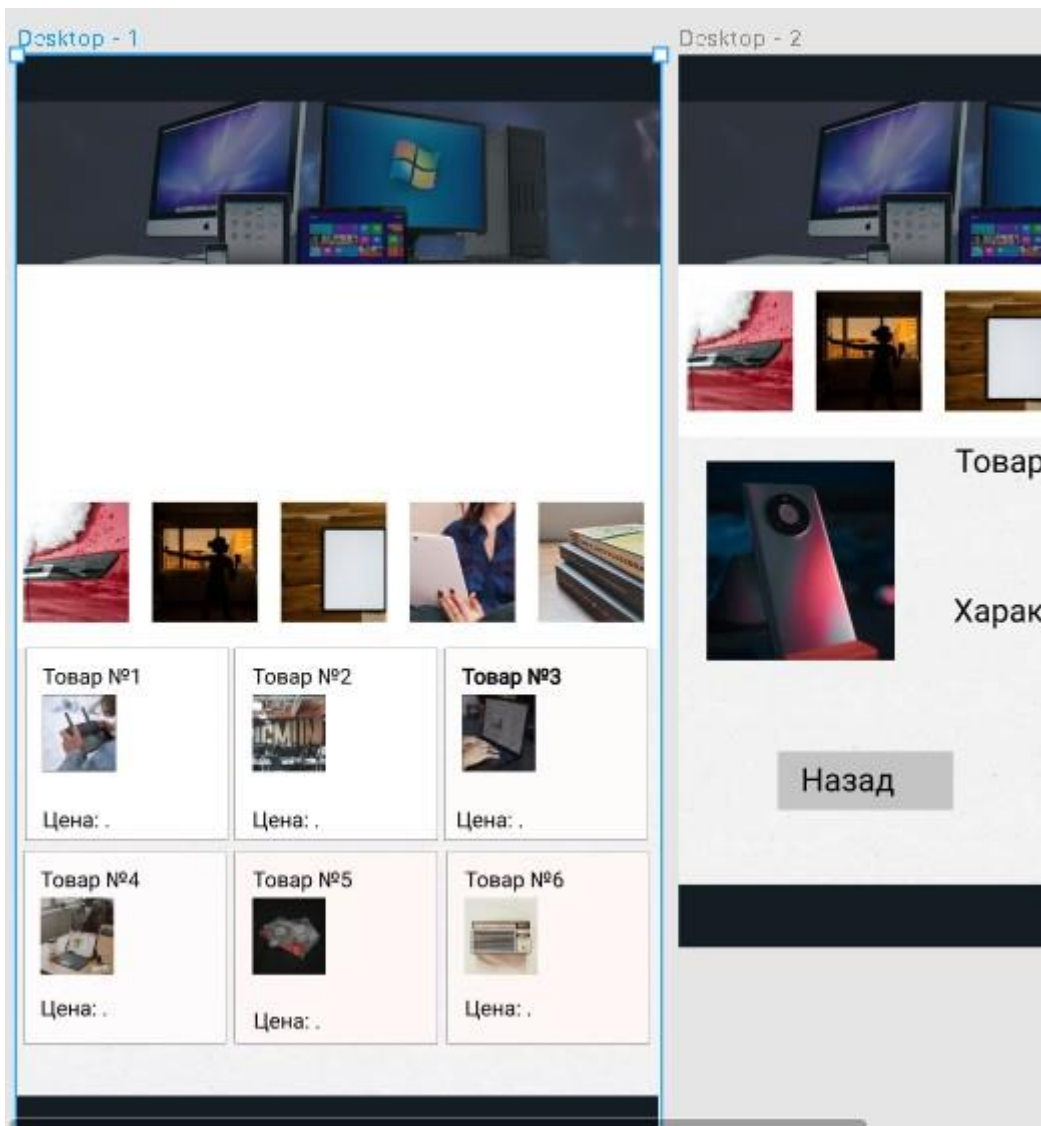 Desktop - 1
Desktop - 2
Товар №1
Товар №2
Товар №3
Цена: .
Цена: .
Цена: .
Товар №4
Товар №5
Товар №6
Цена: .
Цена: .
Цена: .
Товар
Харак
Назад